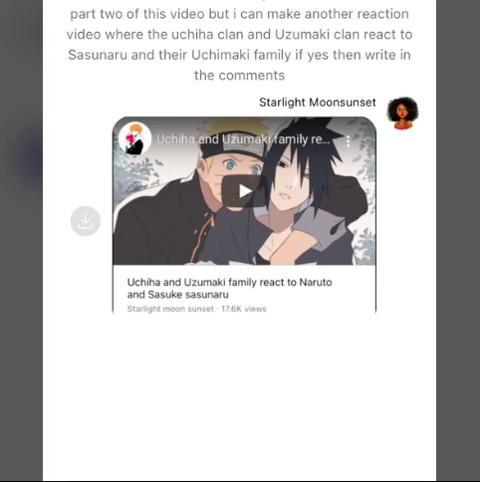 part two of this video but i can make another reaction
video where the uchiha clan and Uzumaki clan react to
Sasunaru and their Uchimaki family if yes then write in
the comments
Starlight Moonsunset
Uchiha and Uzumaki family re...
Uchiha and Uzumaki family react to Naruto
and Sasuke sasunaru
Starlight moon sunset · 17.6K views